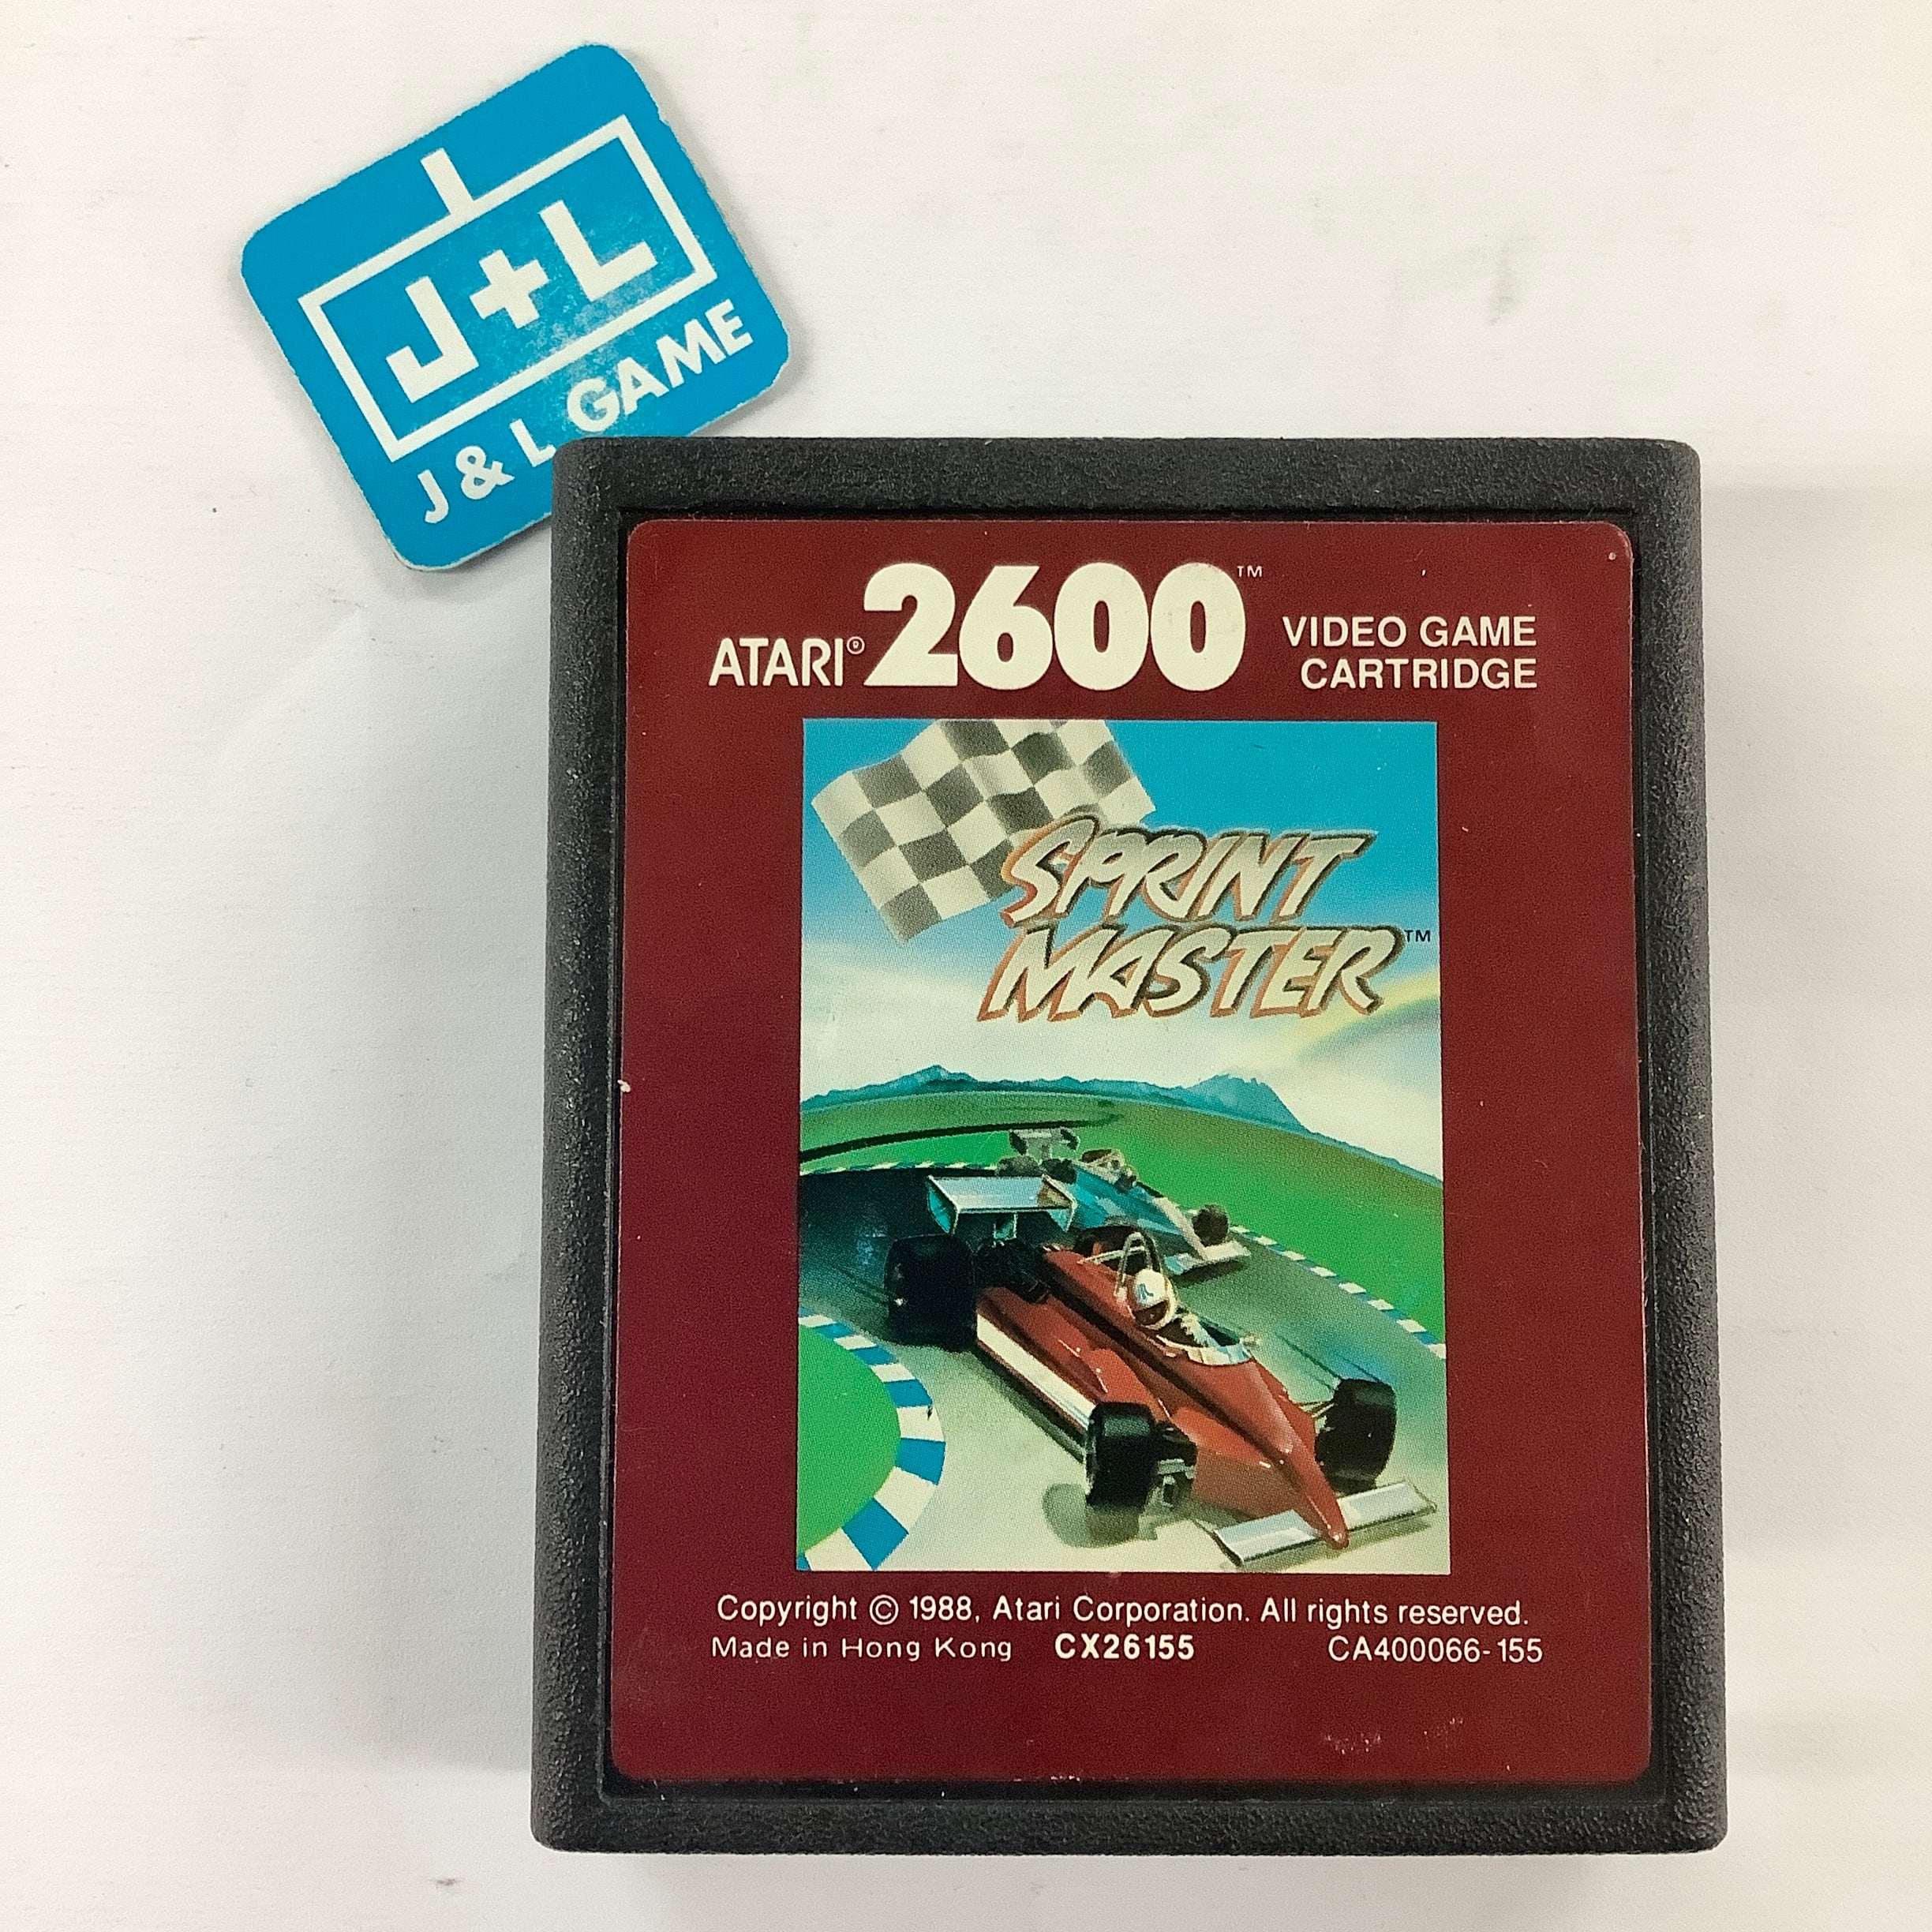 J+L
J & L GAME
ATARI® 2600™ VIDEO GAME
CARTRIDGE
SPRINT
MASTER™
Copyright © 1988, Atari Corporation. All rights reserved.
Made in Hong Kong CX26155 CA400066-155